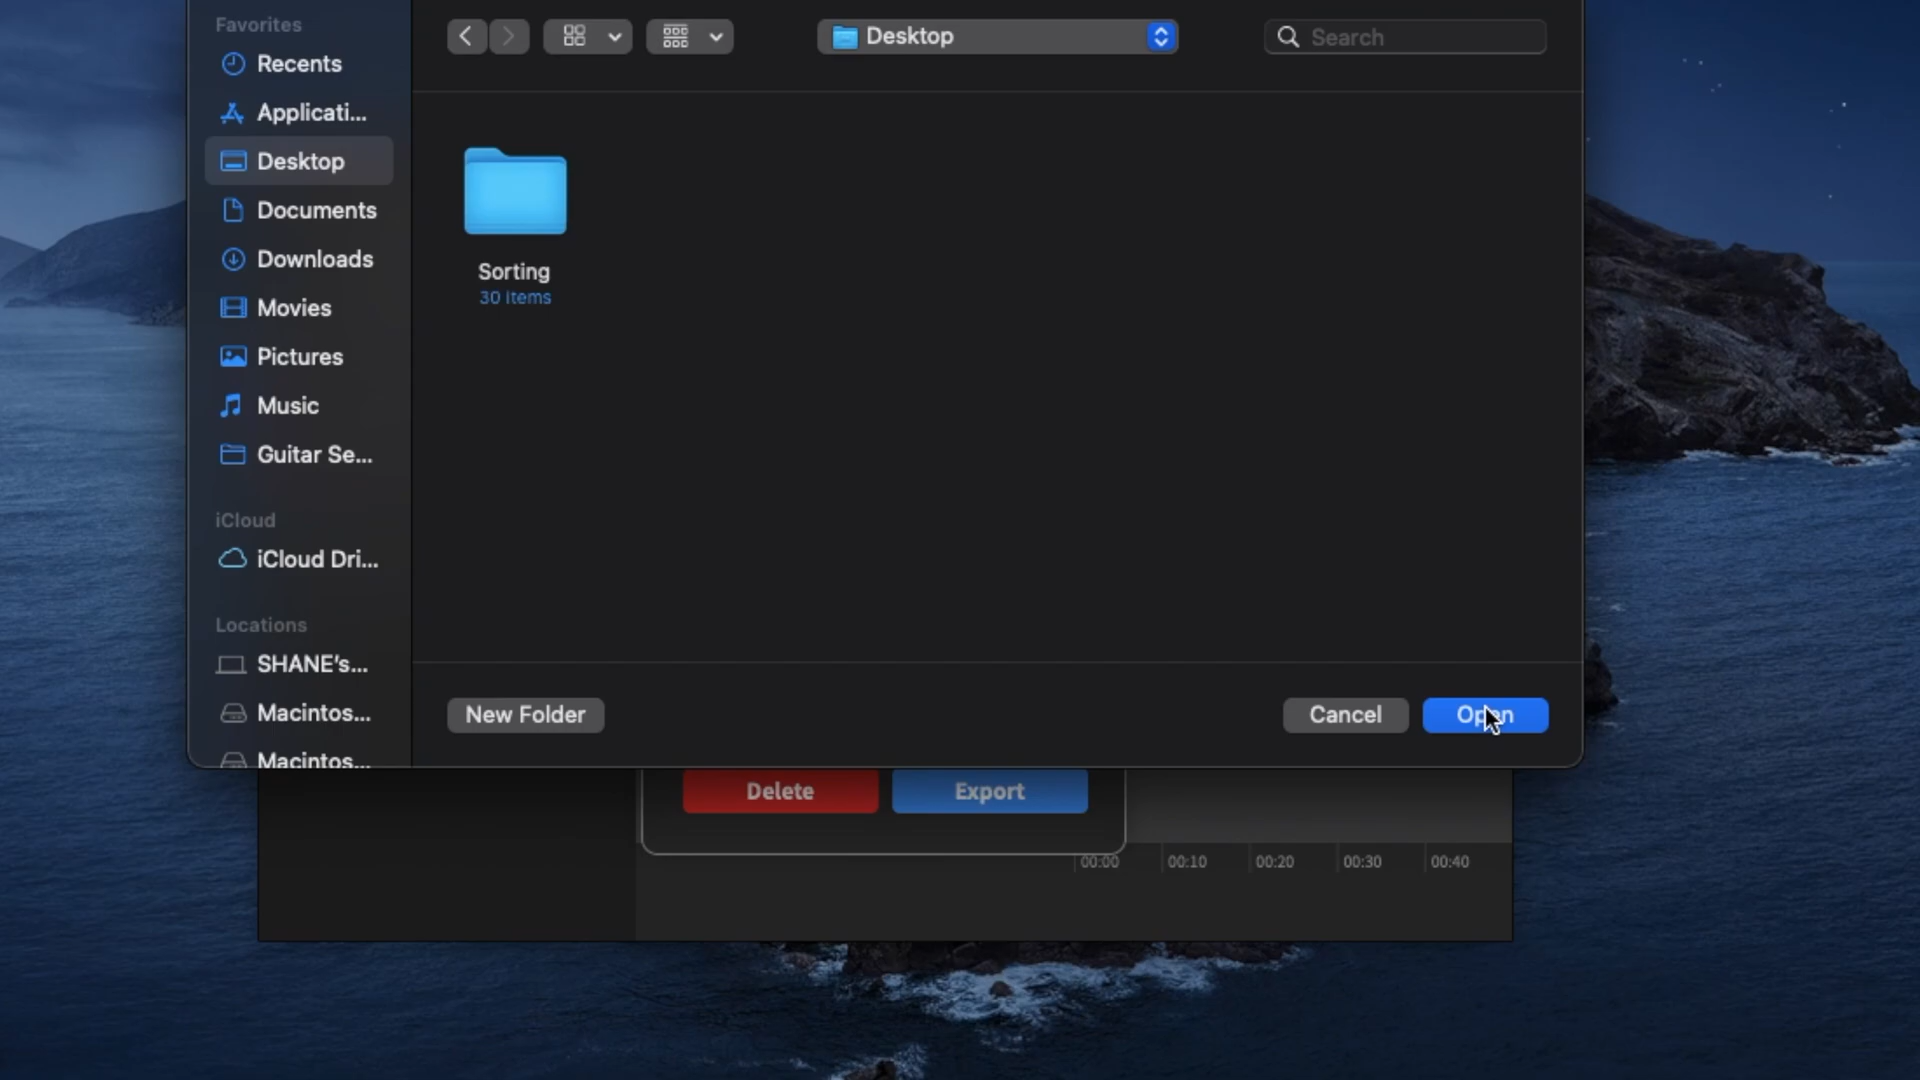 Favorites
Recents
Applicati...
Desktop
Documents
Downloads
Movies
Pictures
Music
Guitar Se...
iCloud
iCloud Dri...
Locations
SHANE's...
Macintos...
Macintos...
Desktop
Search
Sorting
30 items
New Folder
Cancel
Open
Delete
Export
00:00
00:10
00:20
00:30
00:40